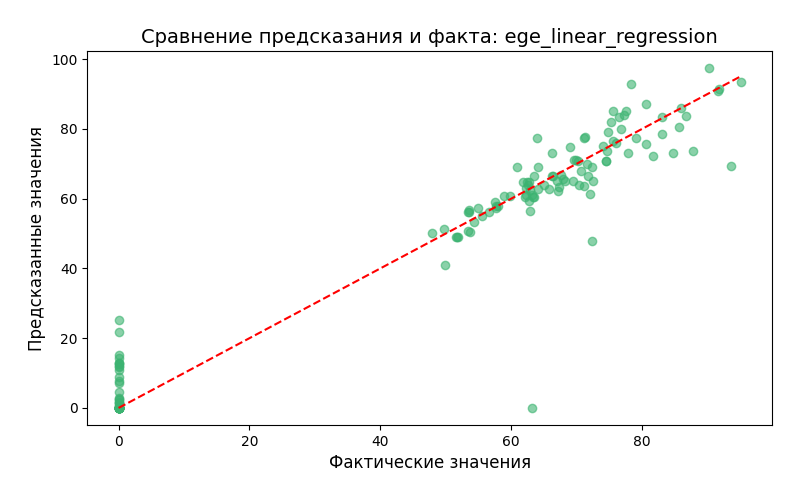 Сравнение предсказания и факта: ege_linear_regression
100
80
60
40
20
0
Предсказанные значения
0 20 40 60 80
Фактические значения